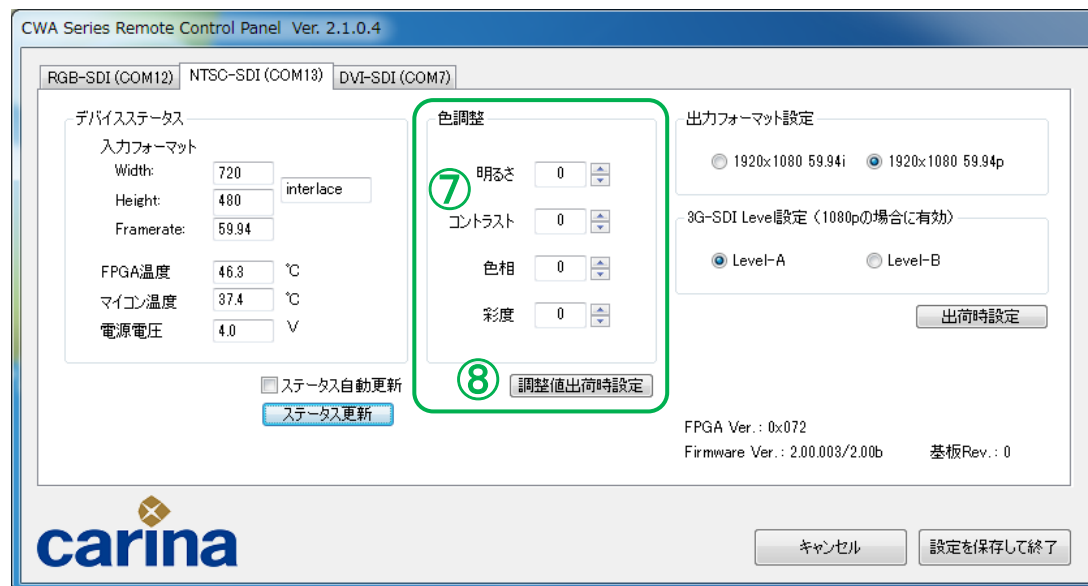 CWA Series Remote Control Panel Ver. 2.1.0.4
RGB-SDI (COM12) NTSC-SDI (COM13) DVI-SDI (COM7)
デバイスステータス
入力フォーマット
Width: 720
interlace
Height: 480
Framerate: 59.94
FPGA温度 46.3 ℃
マイコン温度 37.4 ℃
電源電圧 4.0 V
ステータス自動更新
ステータス更新
色調整
⑦
明るさ 0
コントラスト 0
色相 0
彩度 0
⑧ 調整値出荷時設定
出力フォーマット設定
1920x1080 59.94i 1920x1080 59.94p
3G-SDI Level設定（1080pの場合に有効）
Level-A Level-B
出荷時設定
FPGA Ver.: 0x072
Firmware Ver.: 2.00.003/2.00b 基板Rev.: 0
carina
キャンセル 設定を保存して終了